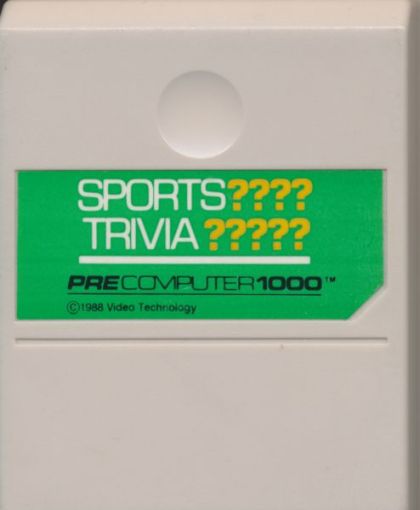 SPORTS????
TRIVIA ?????
PRECOMPUTER1000™
©1988 Video Technology